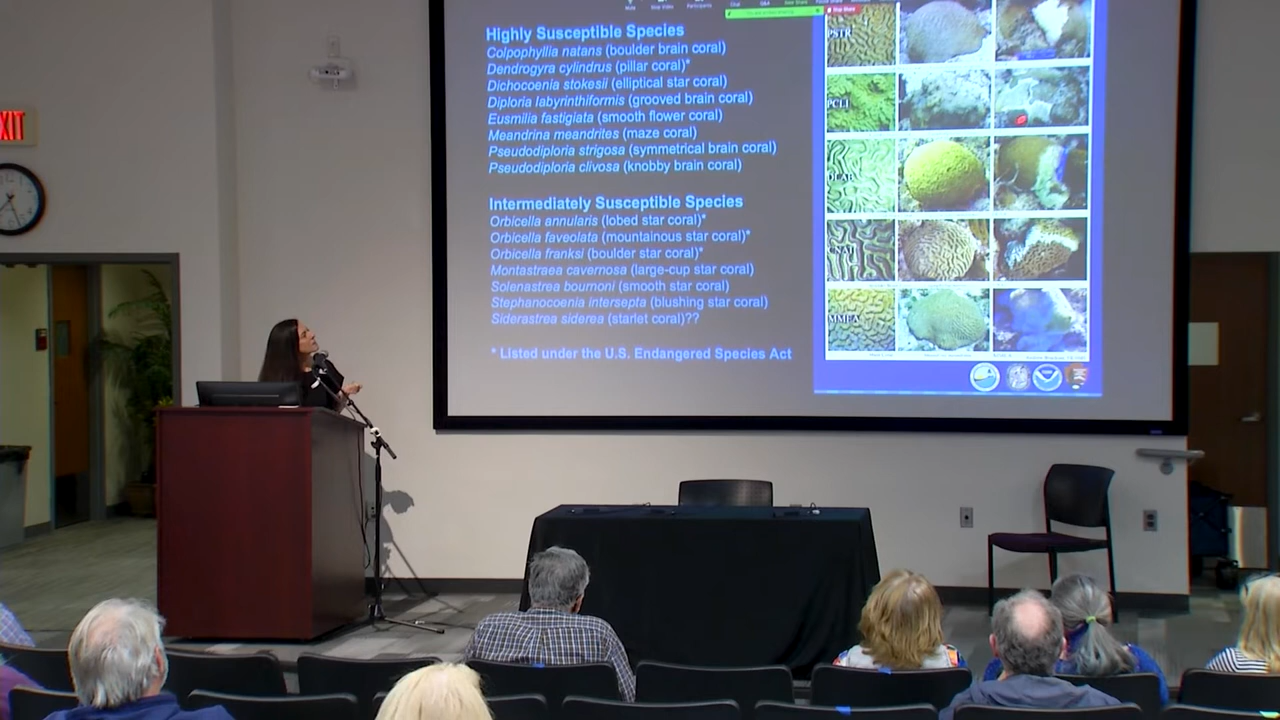 Highly Susceptible Species
Colpophyllia natans (boulder brain coral)
Dendrogyra cylindrus (pillar coral)*
Dichocoenia stokesii (elliptical star coral)
Diploria labyrinthiformis (grooved brain coral)
Eusmilia fastigiata (smooth flower coral)
Meandrina meandrites (maze coral)
Pseudodiploria strigosa (symmetrical brain coral)
Pseudodiploria clivosa (knobby brain coral)
Intermediately Susceptible Species
Orbicella annularis (lobed star coral)*
Orbicella faveolata (mountainous star coral)*
Orbicella franksi (boulder star coral)*
Montastraea cavernosa (large-cup star coral)
Solenastrea bournoni (smooth star coral)
Stephanocoenia intersepta (blushing star coral)
Siderastrea siderea (starlet coral)??
* Listed under the U.S. Endangered Species Act
PSTR
PCLI
DLAB
CNAT
MMEA
EXIT